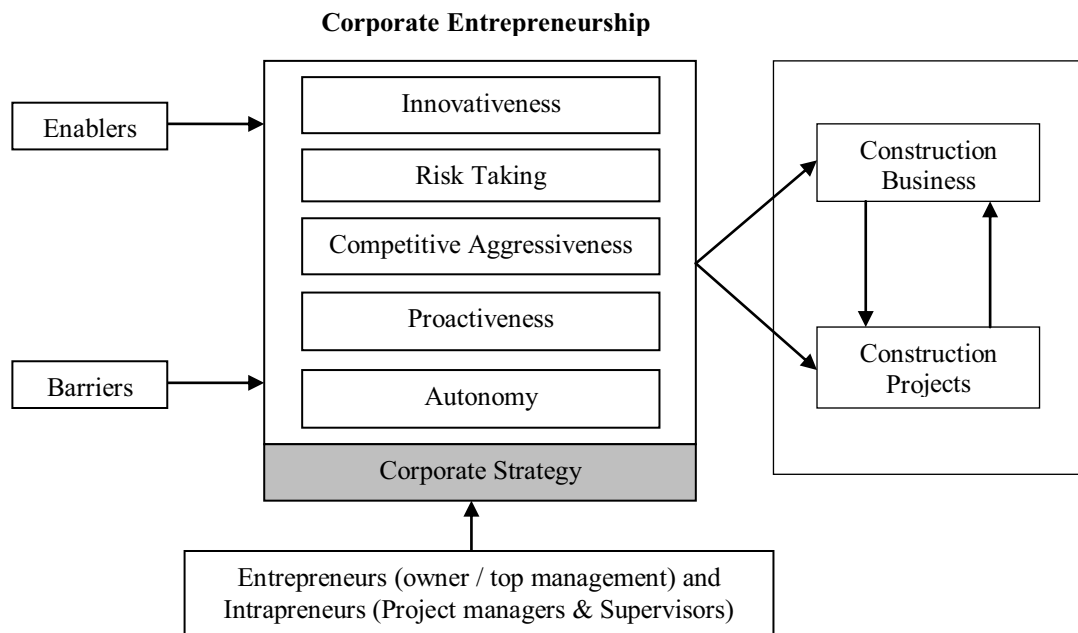 Corporate Entrepreneurship
Innovativeness
Enablers
Risk Taking
Competitive Aggressiveness
Proactiveness
Barriers
Autonomy
Corporate Strategy
Construction
Business
Construction
Projects
Entrepreneurs (owner / top management) and
Intrapreneurs (Project managers & Supervisors)